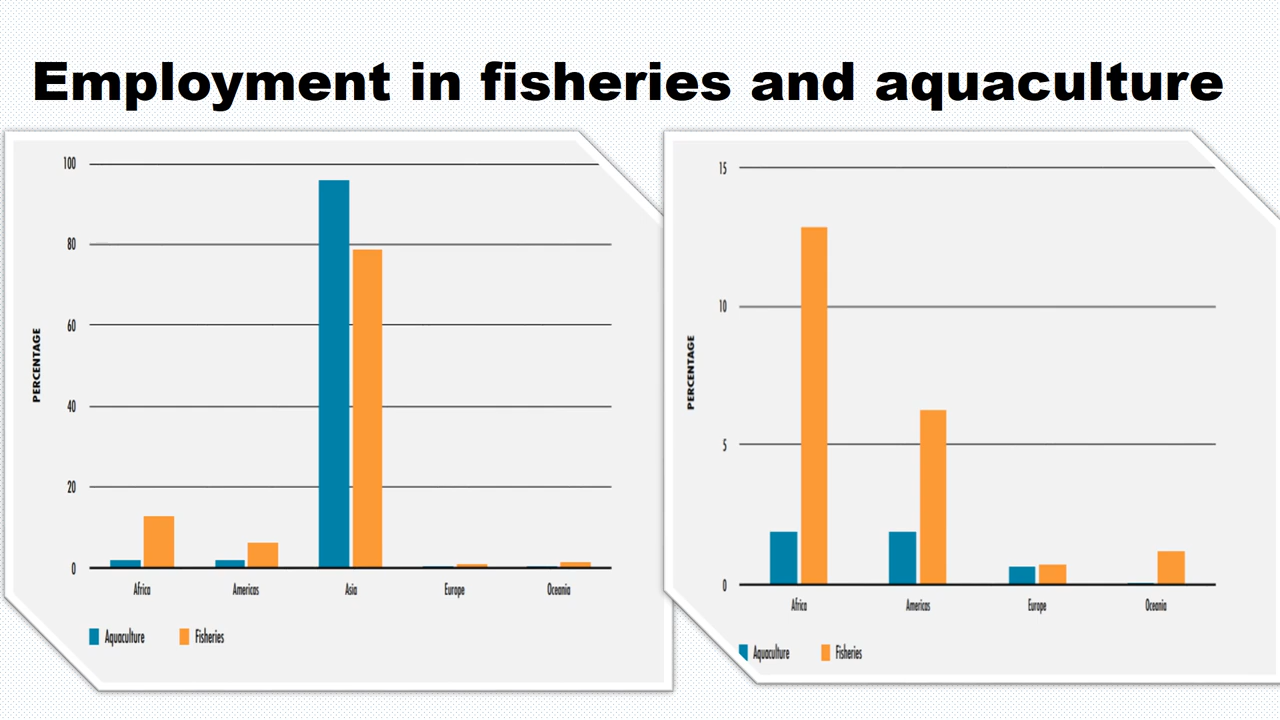 Employment in fisheries and aquaculture
100
80
60
40
20
0
PERCENTAGE
Africa Americas Asia Europe Oceania
Aquaculture Fisheries
15
10
5
0
PERCENTAGE
Africa Americas Europe Oceania
Aquaculture Fisheries